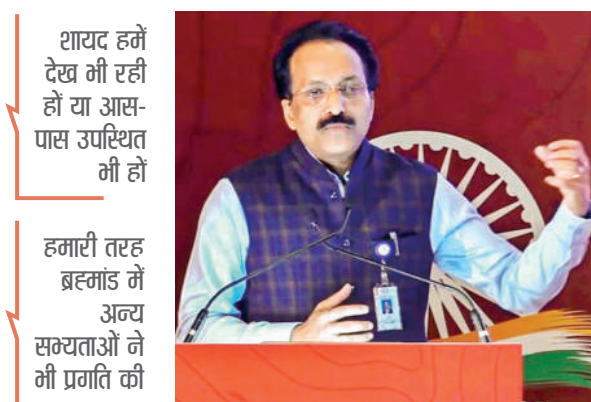 शायद हमें
देख भी रही
हों या आस-
पास उपस्थित
भी हों
हमारी तरह
ब्रह्मांड में
अन्य
सभ्यताओं ने
भी प्रगति की